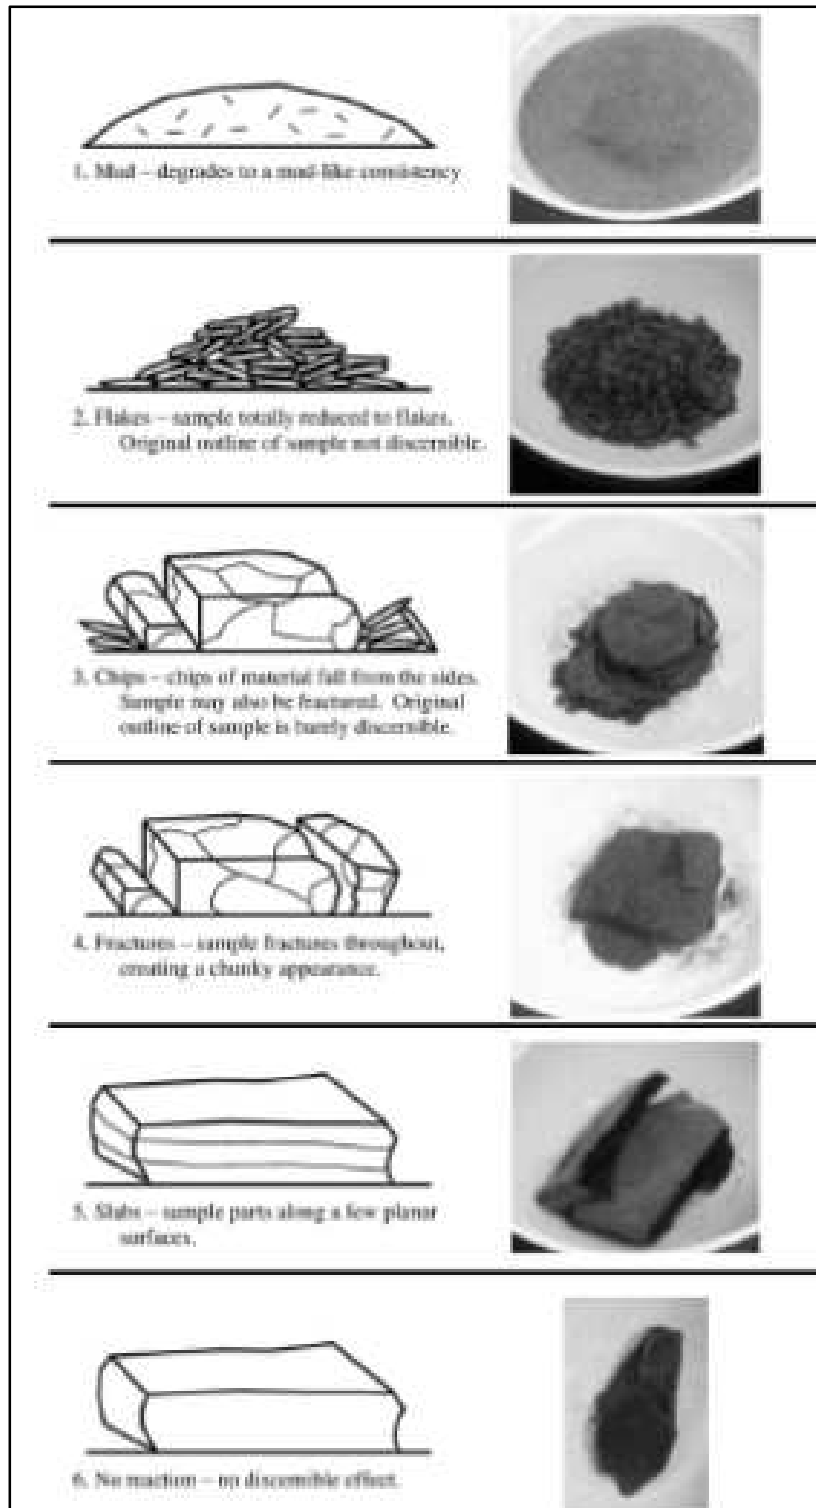 1. Mud – degrades to a mud-like consistency
2. Flakes – sample totally reduced to flakes.
Original outline of sample not discernible.
3. Chips – chips of material fall from the sides.
Sample may also be fractured. Original
outline of sample is barely discernible.
4. Fractures – sample fractures throughout,
creating a chunky appearance.
5. Slabs – sample parts along a few planar
surfaces.
6. No reaction – no discernible effect.